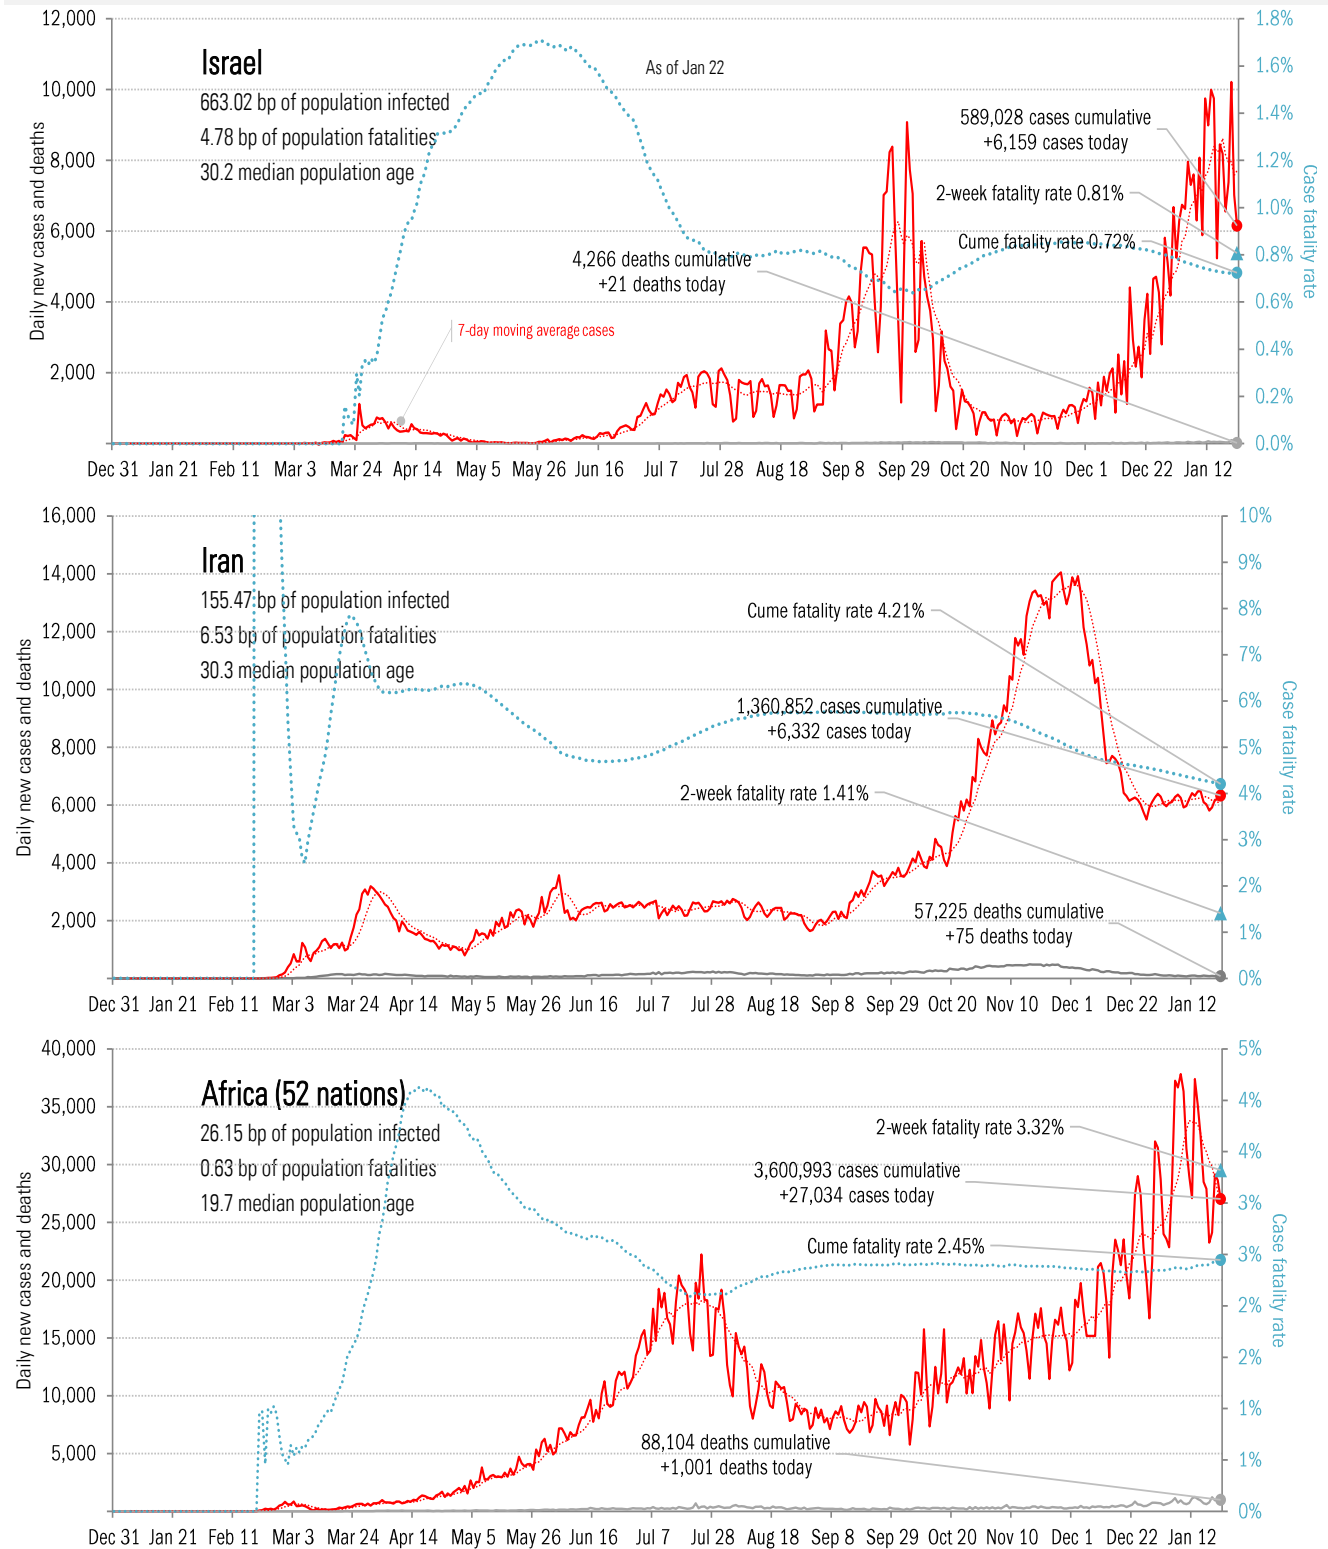 12,000
10,000
8,000
6,000
4,000
2,000
Daily new cases and deaths
Israel
663.02 bp of population infected
4.78 bp of population fatalities
30.2 median population age
As of Jan 22
589,028 cases cumulative
+6,159 cases today
2-week fatality rate 0.81%
Cume fatality rate 0.72%
4,266 deaths cumulative
+21 deaths today
7-day moving average cases
1.8%
1.6%
1.4%
1.2%
1.0%
0.8%
0.6%
0.4%
0.2%
0.0%
Case fatality rate
Dec 31 Jan 21 Feb 11 Mar 3 Mar 24 Apr 14 May 5 May 26 Jun 16 Jul 7 Jul 28 Aug 18 Sep 8 Sep 29 Oct 20 Nov 10 Dec 1 Dec 22 Jan 12
16,000
14,000
12,000
10,000
8,000
6,000
4,000
2,000
Daily new cases and deaths
Iran
155.47 bp of population infected
6.53 bp of population fatalities
30.3 median population age
Cume fatality rate 4.21%
1,360,852 cases cumulative
+6,332 cases today
2-week fatality rate 1.41%
57,225 deaths cumulative
+75 deaths today
10%
9%
8%
7%
6%
5%
4%
3%
2%
1%
0%
Case fatality rate
Dec 31 Jan 21 Feb 11 Mar 3 Mar 24 Apr 14 May 5 May 26 Jun 16 Jul 7 Jul 28 Aug 18 Sep 8 Sep 29 Oct 20 Nov 10 Dec 1 Dec 22 Jan 12
40,000
35,000
30,000
25,000
20,000
15,000
10,000
5,000
Daily new cases and deaths
Africa (52 nations)
26.15 bp of population infected
0.63 bp of population fatalities
19.7 median population age
2-week fatality rate 3.32%
3,600,993 cases cumulative
+27,034 cases today
Cume fatality rate 2.45%
88,104 deaths cumulative
+1,001 deaths today
5%
4%
4%
3%
3%
2%
2%
1%
1%
0%
Case fatality rate
Dec 31 Jan 21 Feb 11 Mar 3 Mar 24 Apr 14 May 5 May 26 Jun 16 Jul 7 Jul 28 Aug 18 Sep 8 Sep 29 Oct 20 Nov 10 Dec 1 Dec 22 Jan 12